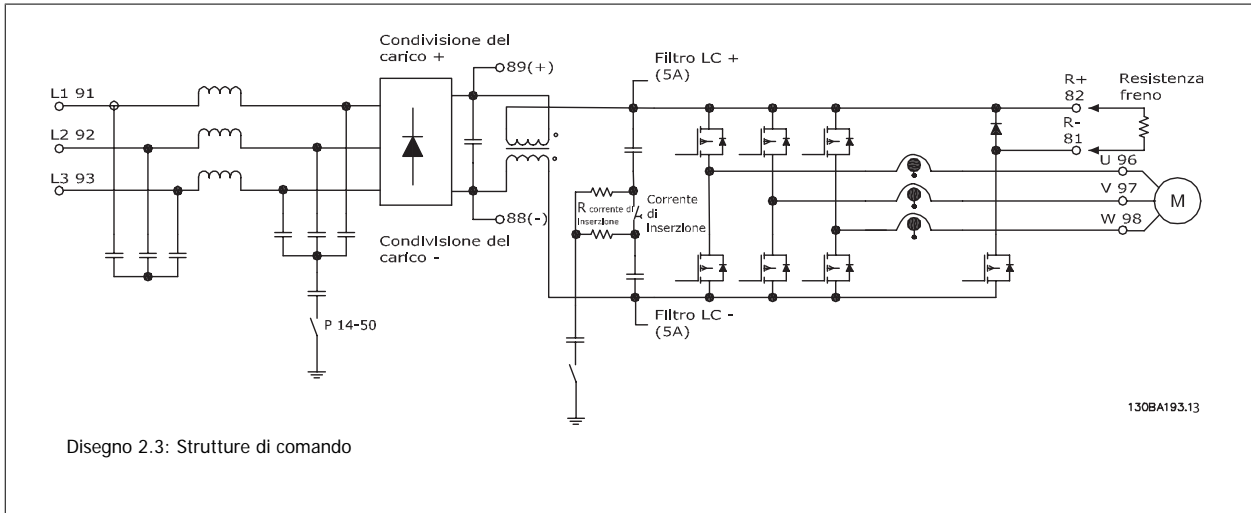 Condivisione del
carico +
89(+)
Filtro LC +
(5A)
R+
82
Resistenza
freno
R-
81
L1 91
L2 92
L3 93
U 96
V 97
W 98
M
R corrente di
Inserzione
Corrente
di
Inserzione
88(-)
Condivisione del
carico -
Filtro LC -
(5A)
P 14-50
130BA193.13
Disegno 2.3: Strutture di comando